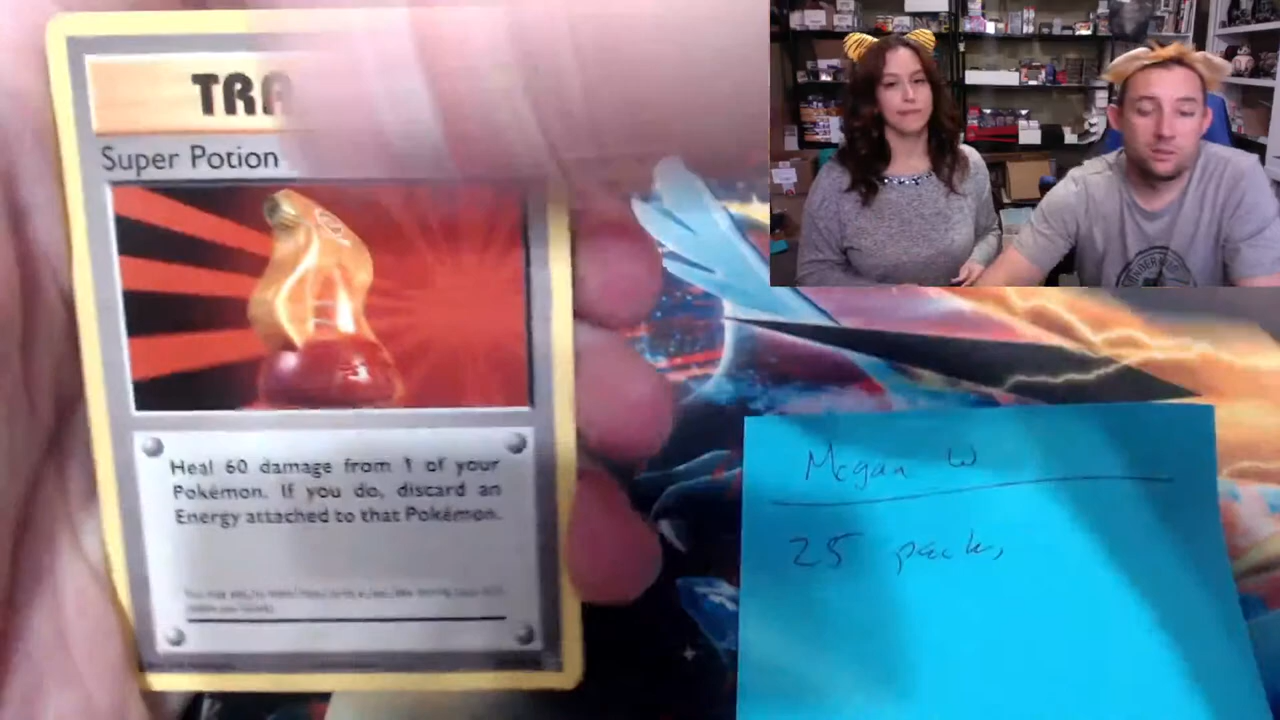 TRA
Super Potion
Heal 60 damage from 1 of your
Pokémon. If you do, discard an
Energy attached to that Pokémon.
Megan W
25 packs